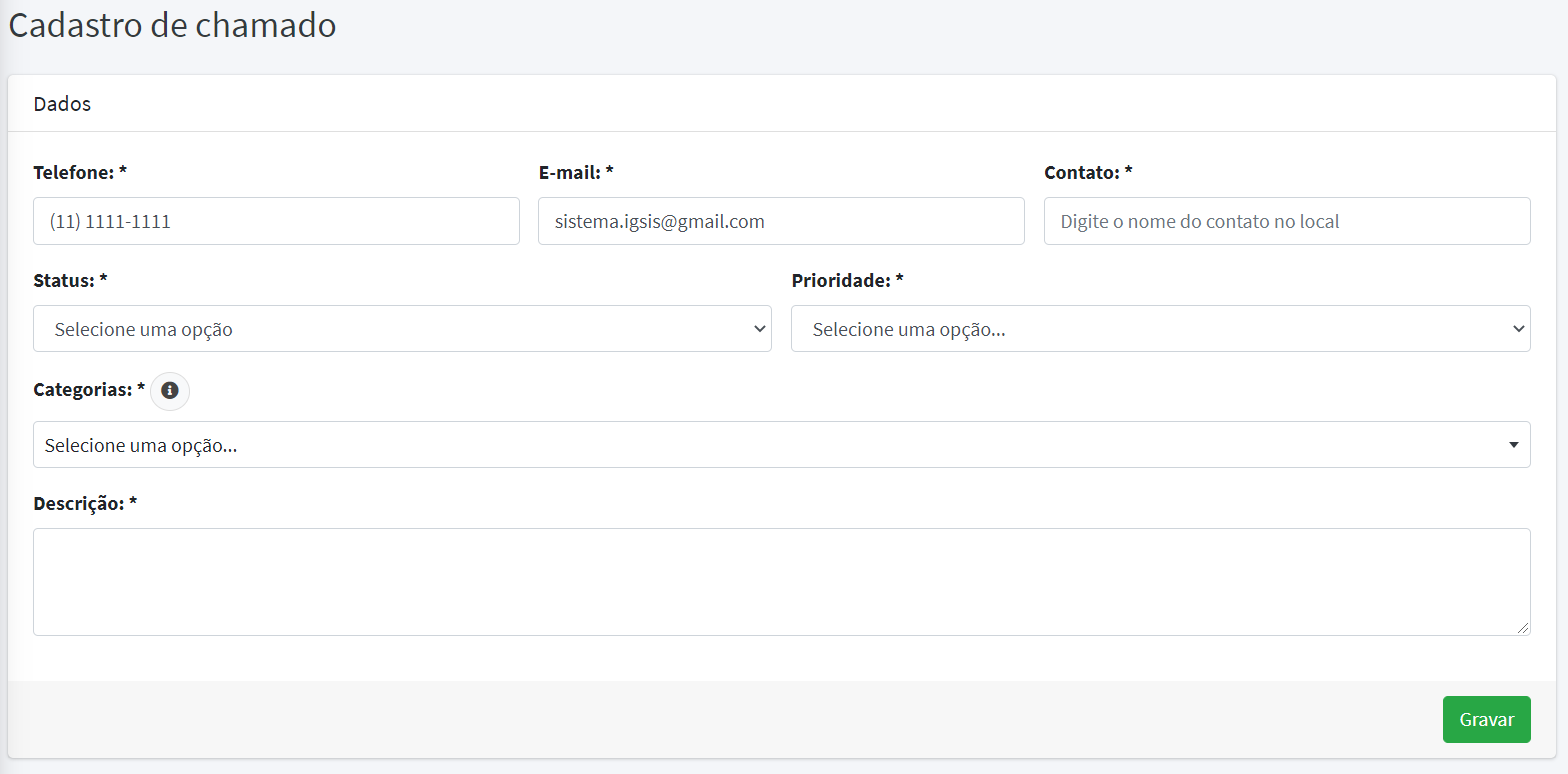 Cadastro de chamado
Dados
Telefone: * E-mail: * Contato: *
(11) 1111-1111 sistema.igsis@gmail.com Digite o nome do contato no local
Status: * Prioridade: *
Selecione uma opção Selecione uma opção...
Categorias: *
Selecione uma opção...
Descrição: *
Gravar